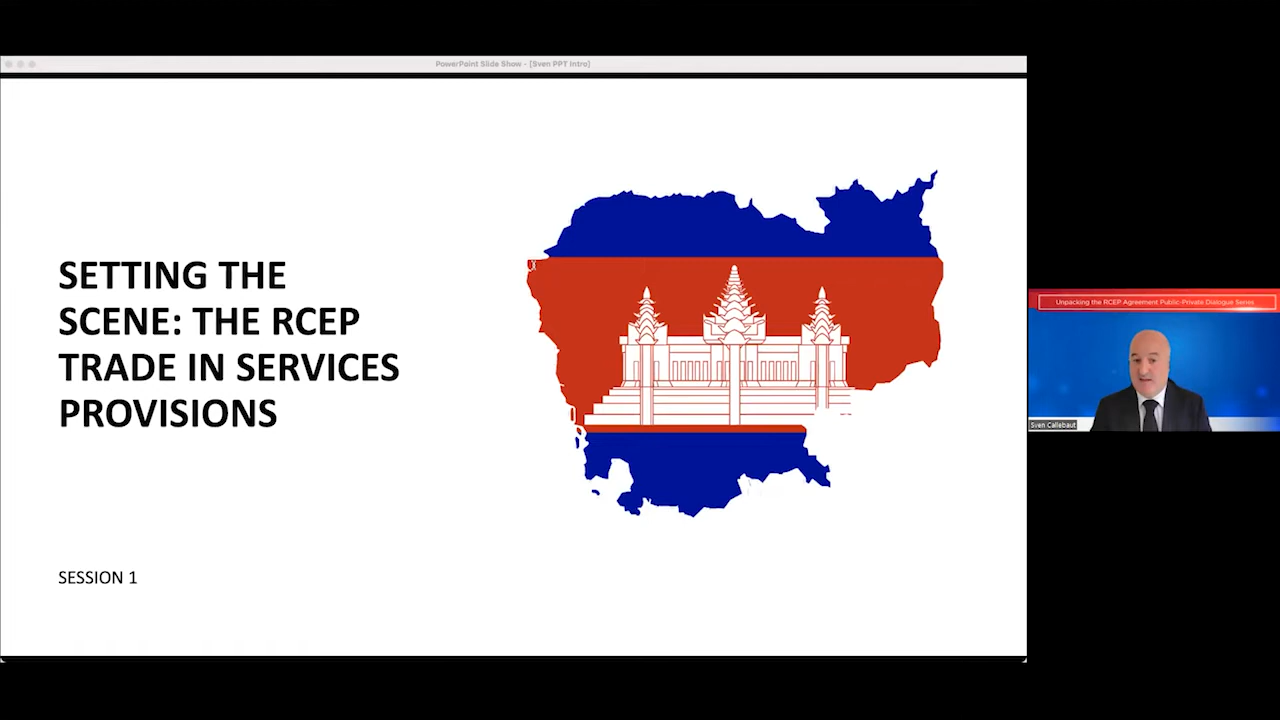 PowerPoint Slide Show - [Sven PPT intro]
SETTING THE
SCENE: THE RCEP
TRADE IN SERVICES
PROVISIONS
SESSION 1
Unpacking the RCEP Agreement Public-Private Dialogue Series
Sven Callebaut